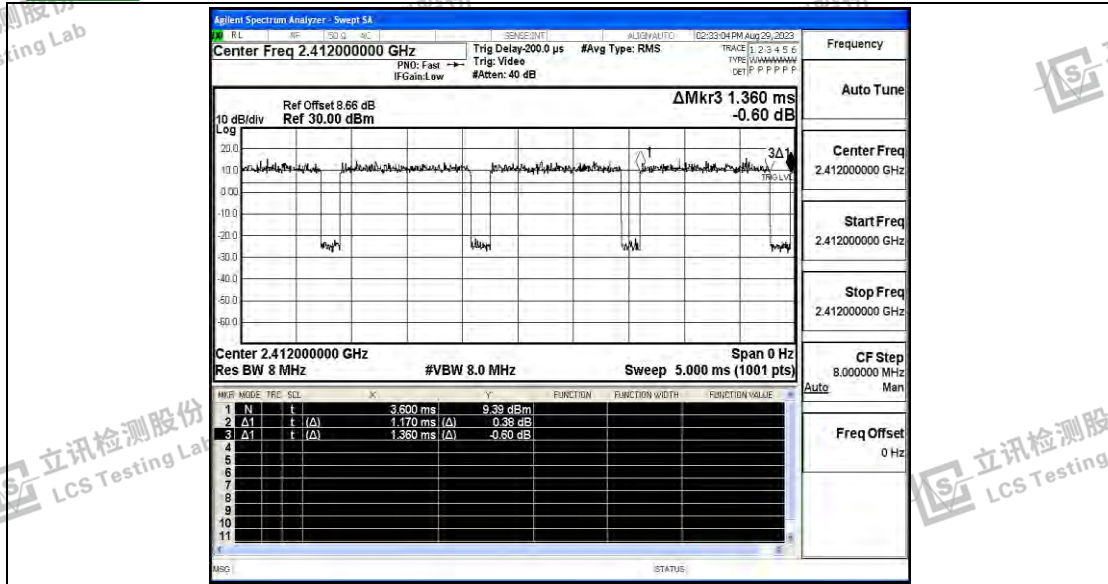 Agilent Spectrum Analyzer - Swept SA
RL RF 50 Ω AC SENSE:INT ALIGN AUTO 02:33:04 PM Aug 29, 2023
Center Freq 2.412000000 GHz
PNO: Fast
IFGain:Low
Trig Delay-200.0 µs
Trig: Video
#Atten: 40 dB
#Avg Type: RMS
TRACE 1 2 3 4 5 6
TYPE WWWWWWW
DET P P P P P P
ΔMkr3 1.360 ms
-0.60 dB
Ref Offset 8.66 dB
10 dB/div Ref 30.00 dBm
Log
20.0
10.0
0.00
-10.0
-20.0
-30.0
-40.0
-50.0
-60.0
1
3Δ1
TRIG LVL
Center 2.412000000 GHz
Span 0 Hz
Res BW 8 MHz
#VBW 8.0 MHz
Sweep 5.000 ms (1001 pts)
MKR MODE TRC SCL X Y FUNCTION FUNCTION WIDTH FUNCTION VALUE
1 N t 3.600 ms 9.39 dBm
2 Δ1 t (Δ) 1.170 ms (Δ) 0.38 dB
3 Δ1 t (Δ) 1.360 ms (Δ) -0.60 dB
4
5
6
7
8
9
10
11
MSG
STATUS
Frequency
Auto Tune
Center Freq
2.412000000 GHz
Start Freq
2.412000000 GHz
Stop Freq
2.412000000 GHz
CF Step
8.000000 MHz
Auto Man
Freq Offset
0 Hz
立讯检测股份
LCS Testing Lab
立讯检测股
LCS Testing
ting Lab